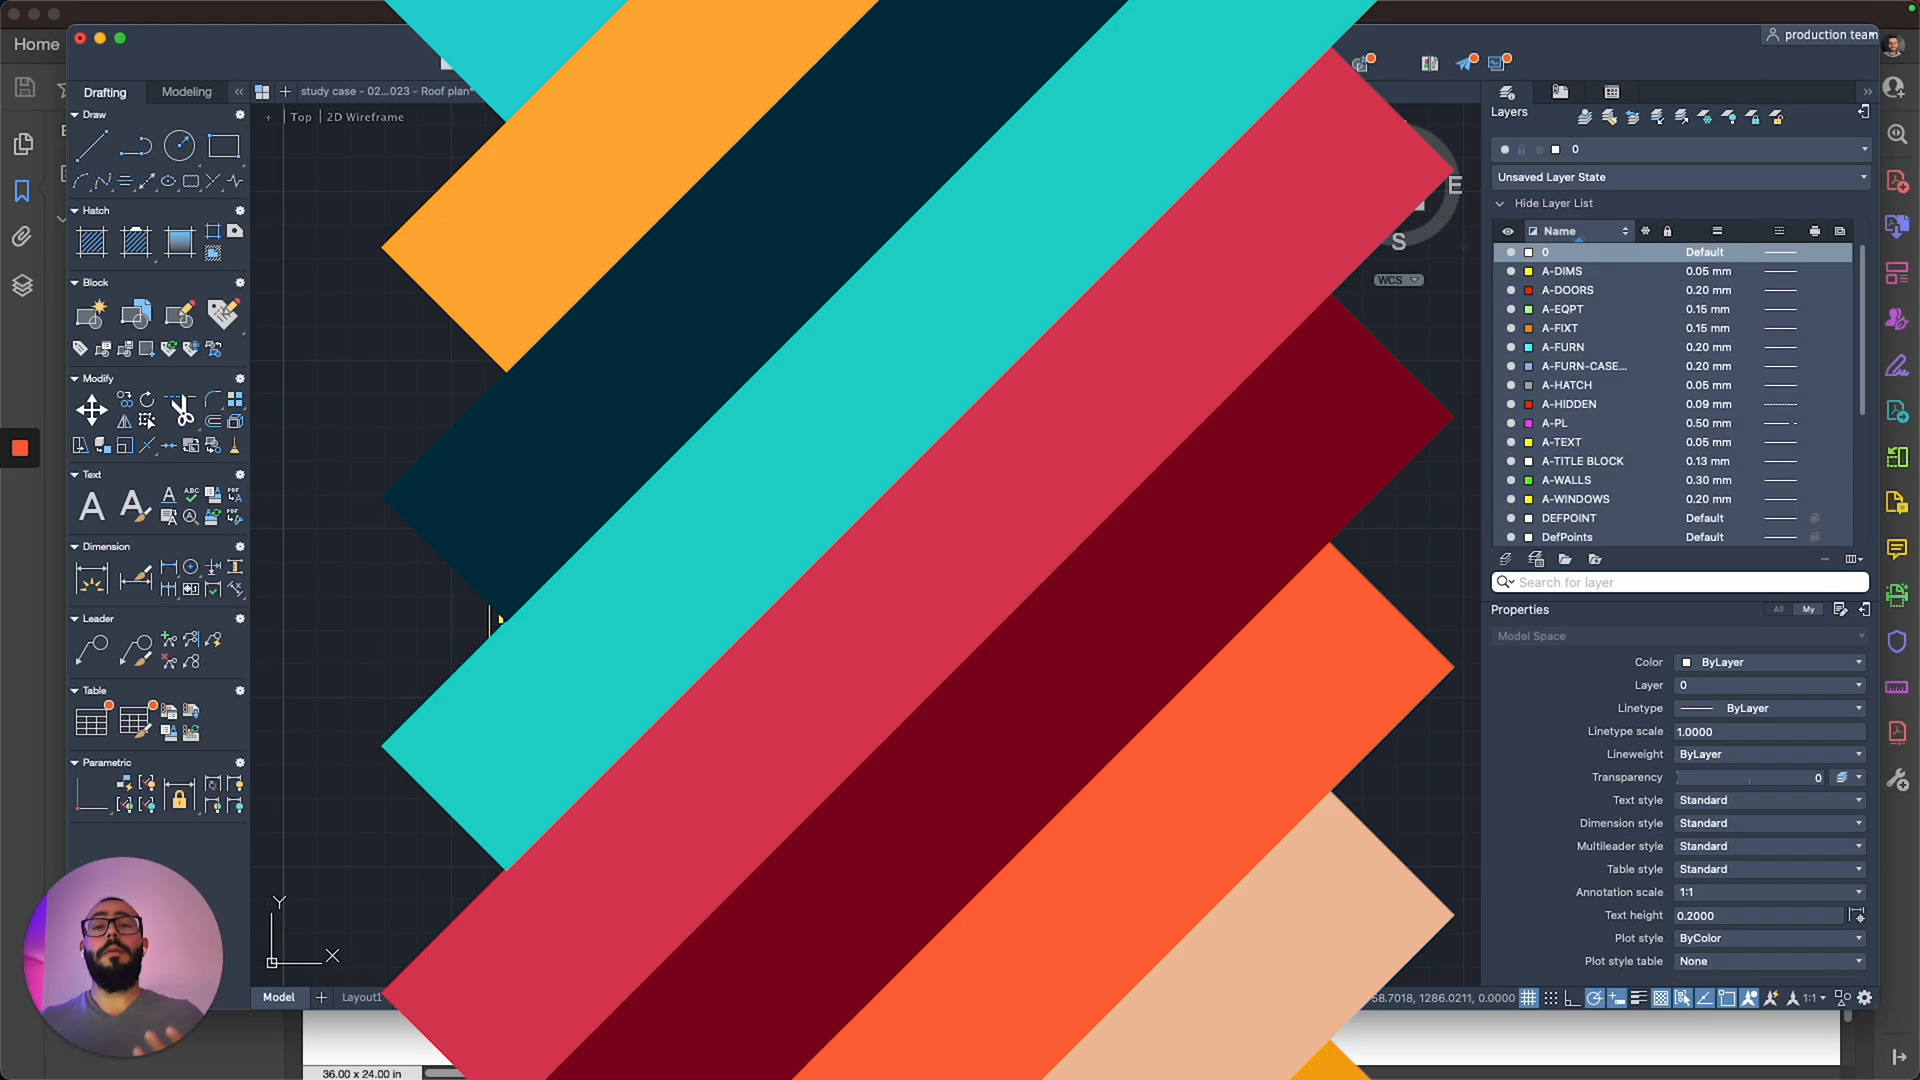 Home
production team
Drafting
Modeling
study case - 02...023 - Roof plan*
Top
2D Wireframe
Draw
Hatch
Block
Modify
Text
Dimension
Leader
Table
Parametric
E
S
WCS
Y
X
Model
Layout1
36.00 x 24.00 in
Layers
0
Unsaved Layer State
Hide Layer List
Name
0 Default
A-DIMS 0.05 mm
A-DOORS 0.20 mm
A-EQPT 0.15 mm
A-FIXT 0.15 mm
A-FURN 0.20 mm
A-FURN-CASE... 0.20 mm
A-HATCH 0.05 mm
A-HIDDEN 0.09 mm
A-PL 0.50 mm
A-TEXT 0.05 mm
A-TITLE BLOCK 0.13 mm
A-WALLS 0.30 mm
A-WINDOWS 0.20 mm
DEFPOINT Default
DefPoints Default
Search for layer
Properties
All My
Model Space
Color ByLayer
Layer 0
Linetype ByLayer
Linetype scale 1.0000
Lineweight ByLayer
Transparency 0
Text style Standard
Dimension style Standard
Multileader style Standard
Table style Standard
Annotation scale 1:1
Text height 0.2000
Plot style ByColor
Plot style table None
58.7018, 1286.0211, 0.0000
1:1